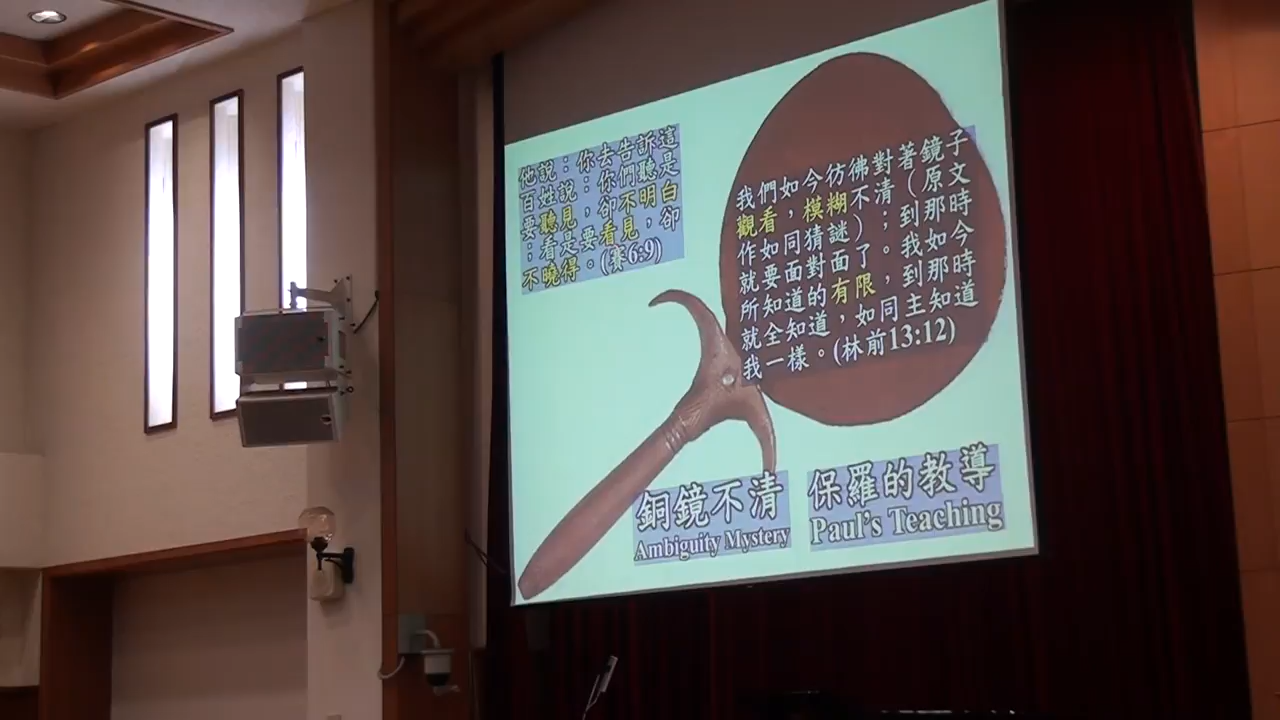 他說：你去告訴這
百姓說：你們聽是
要聽見，卻不明白
；看是要看見，卻
不曉得。(賽6:9)
我們如今彷彿對著鏡子
觀看，模糊不清（原文
作如同猜謎）；到那時
就要面對面了。我如今
所知道的有限，到那時
就全知道，如同主知道
我一樣。(林前13:12)
銅鏡不清
Ambiguity Mystery
保羅的教導
Paul's Teaching